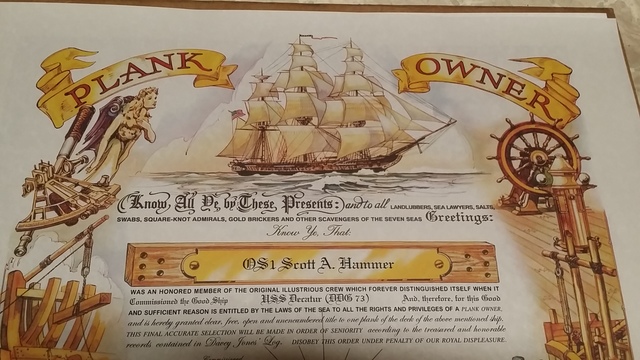 PLANK OWNER
Know, All Ye, by These, Presents: and to all LANDLUBBERS, SEA LAWYERS, SALTS,
SWABS, SQUARE-KNOT ADMIRALS, GOLD BRICKERS AND OTHER SCAVENGERS OF THE SEVEN SEAS Greetings:
Know Ye, That:
OS1 Scott A. Hammer
WAS AN HONORED MEMBER OF THE ORIGINAL ILLUSTRIOUS CREW WHICH FOREVER DISTINGUISHED ITSELF WHEN IT
Commissioned the Good Ship USS Decatur (DDG 73) And, therefore, for this Good
AND SUFFICIENT REASON IS ENTITLED BY THE LAWS OF THE SEA TO ALL THE RIGHTS AND PRIVILEGES OF A PLANK OWNER,
and is hereby granted clear, free, open and unencumbered title to one plank of the deck of the above mentioned ship.
THIS FINAL ACCURATE SELECTION WILL BE MADE IN ORDER OF SENIORITY according to the treasured and honorable
records contained in Davey Jones' Log. DISOBEY THIS ORDER UNDER PENALTY OF OUR ROYAL DISPLEASURE.